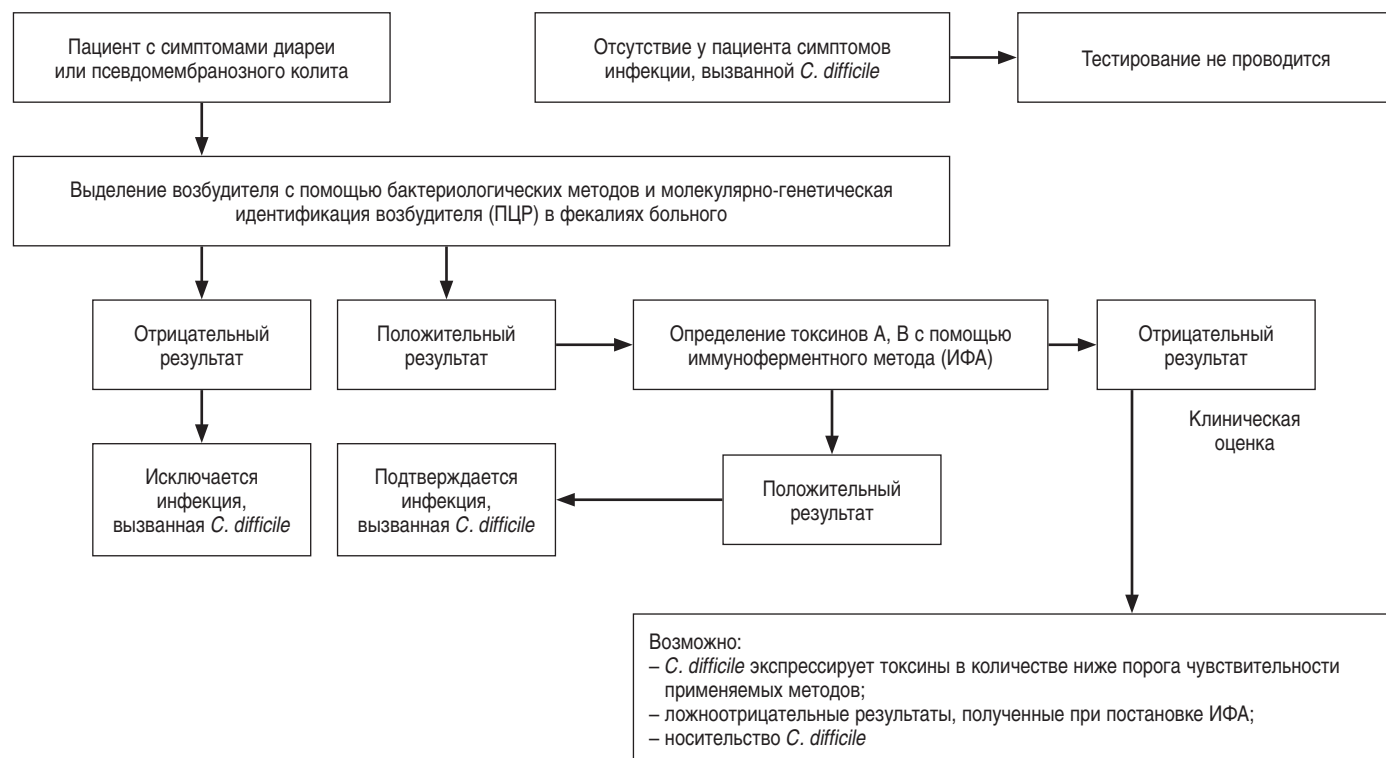 Пациент с симптомами диареи
или псевдомембранозного колита
Отсутствие у пациента симптомов
инфекции, вызванной C. difficile
Тестирование не проводится
Выделение возбудителя с помощью бактериологических методов и молекулярно-генетическая
идентификация возбудителя (ПЦР) в фекалиях больного
Отрицательный
результат
Положительный
результат
Определение токсинов А, В с помощью
иммуноферментного метода (ИФА)
Отрицательный
результат
Клиническая
оценка
Исключается
инфекция,
вызванная C. difficile
Подтверждается
инфекция,
вызванная C. difficile
Положительный
результат
Возможно:
– C. difficile экспрессирует токсины в количестве ниже порога чувствительности
применяемых методов;
– ложноотрицательные результаты, полученные при постановке ИФА;
– носительство C. difficile